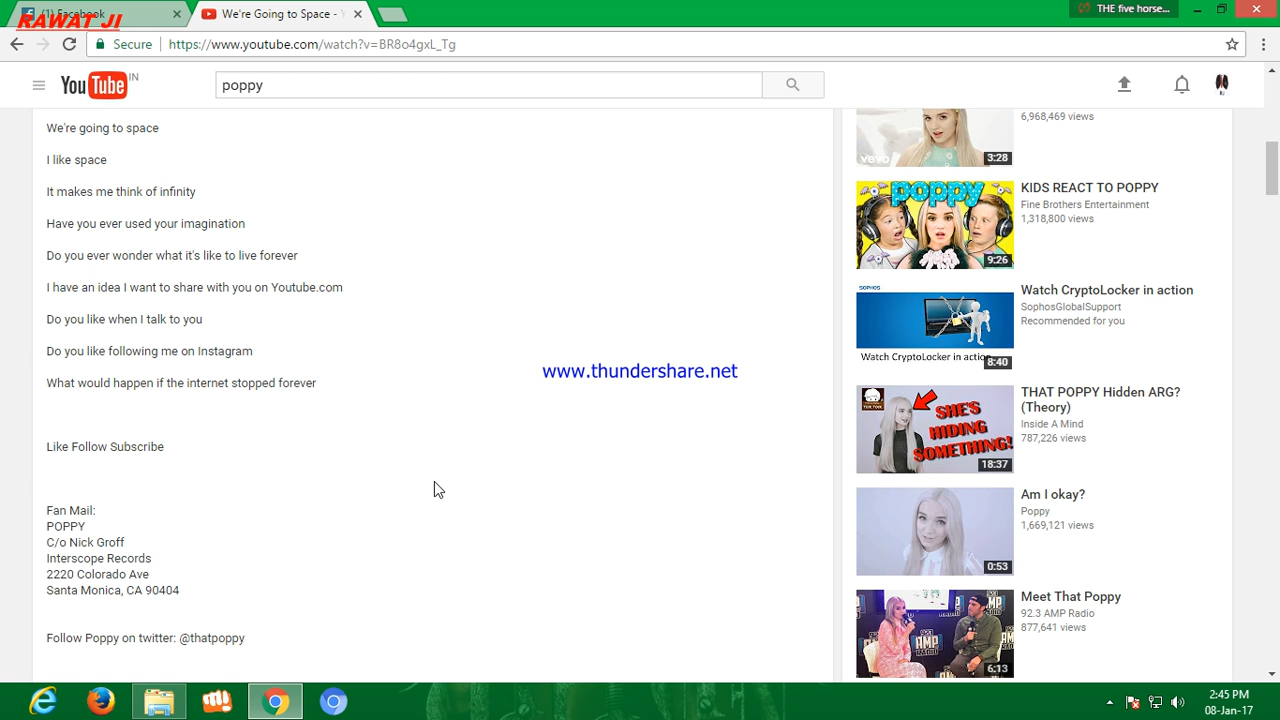 (1) Facebook
RAWAT JI
We're Going to Space - Y
THE five horse...
Secure
https://www.youtube.com/watch?v=BR8o4gxL_Tg
YouTube IN
poppy
We're going to space
I like space
It makes me think of infinity
Have you ever used your imagination
Do you ever wonder what it's like to live forever
I have an idea I want to share with you on Youtube.com
Do you like when I talk to you
Do you like following me on Instagram
What would happen if the internet stopped forever
www.thundershare.net
Like Follow Subscribe
Fan Mail:
POPPY
C/o Nick Groff
Interscope Records
2220 Colorado Ave
Santa Monica, CA 90404
Follow Poppy on twitter: @thatpoppy
6,968,469 views
vevo
3:28
poppy
9:26
KIDS REACT TO POPPY
Fine Brothers Entertainment
1,318,800 views
SOPHOS
Watch CryptoLocker in action
8:40
Watch CryptoLocker in action
SophosGlobalSupport
Recommended for you
SHE'S
HIDING
SOMETHING!
18:37
THAT POPPY Hidden ARG?
(Theory)
Inside A Mind
787,226 views
0:53
Am I okay?
Poppy
1,669,121 views
AMP
RADIO
6:13
Meet That Poppy
92.3 AMP Radio
877,641 views
2:45 PM
08-Jan-17